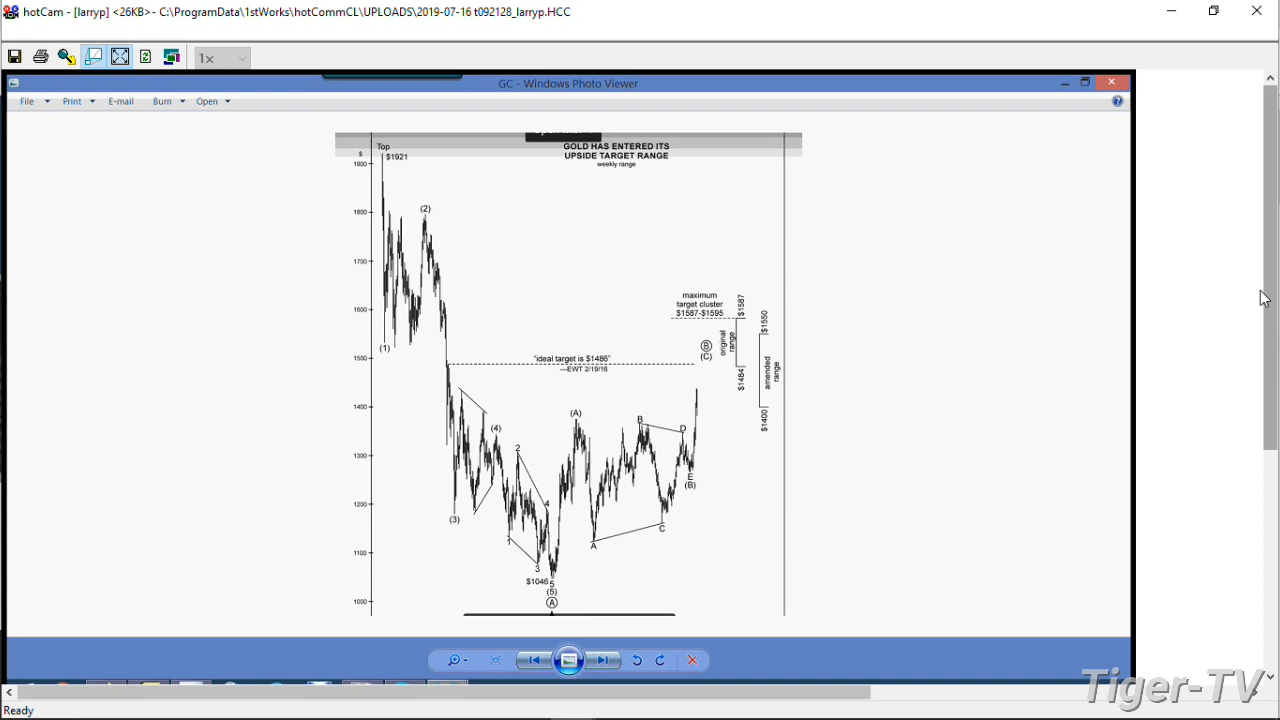 hotCam - [larryp] <26KB>- C:\ProgramData\1stWorks\hotCommCL\UPLOADS\2019-07-16 t092128_larryp.HCC
1x
GC - Windows Photo Viewer
File Print E-mail Burn Open
Top
$
$1921
GOLD HAS ENTERED ITS
UPSIDE TARGET RANGE
weekly range
1900
1800
1700
1600
1500
1400
1300
1200
1100
1000
(1)
(2)
(3)
(4)
1
2
3
4
$1046
5
(5)
A
(A)
A
B
C
D
E
(B)
"ideal target is $1486"
—EWT 2/19/16
maximum
target cluster
$1587-$1595
B
(C)
$1587
original
range
$1484
$1550
amended
range
$1400
Tiger-TV
Ready